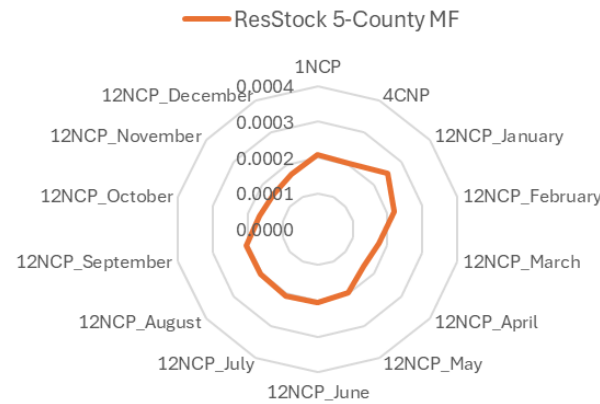 ResStock 5-County MF
1NCP
4CNP
12NCP_January
12NCP_February
12NCP_March
12NCP_April
12NCP_May
12NCP_June
12NCP_July
12NCP_August
12NCP_September
12NCP_October
12NCP_November
12NCP_December
0.0004
0.0003
0.0002
0.0001
0.0000